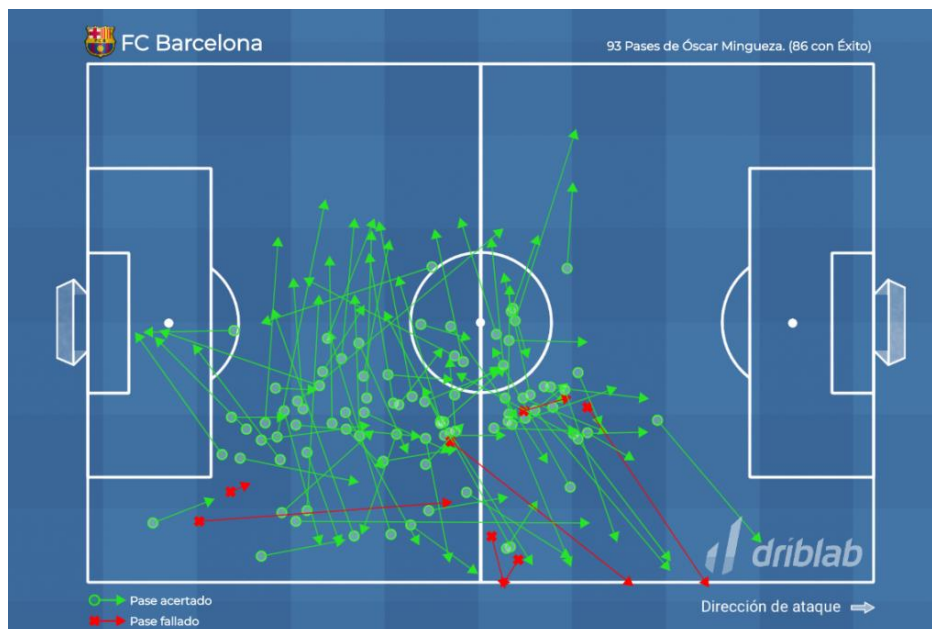 FC Barcelona
93 Pases de Óscar Mingueza. (86 con Éxito)
driblab
Pase acertado
Pase fallado
Dirección de ataque